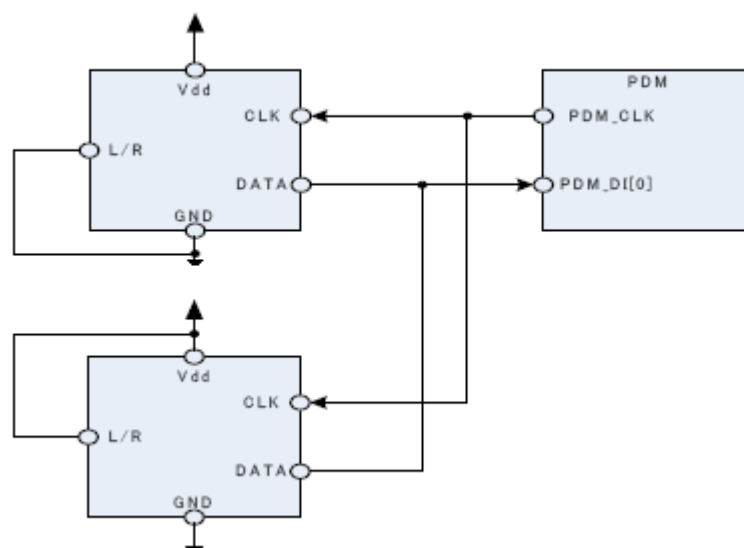 Vdd
CLK
L/R
DATA
GND
PDM
PDM_CLK
PDM_DI[0]
Vdd
CLK
L/R
DATA
GND